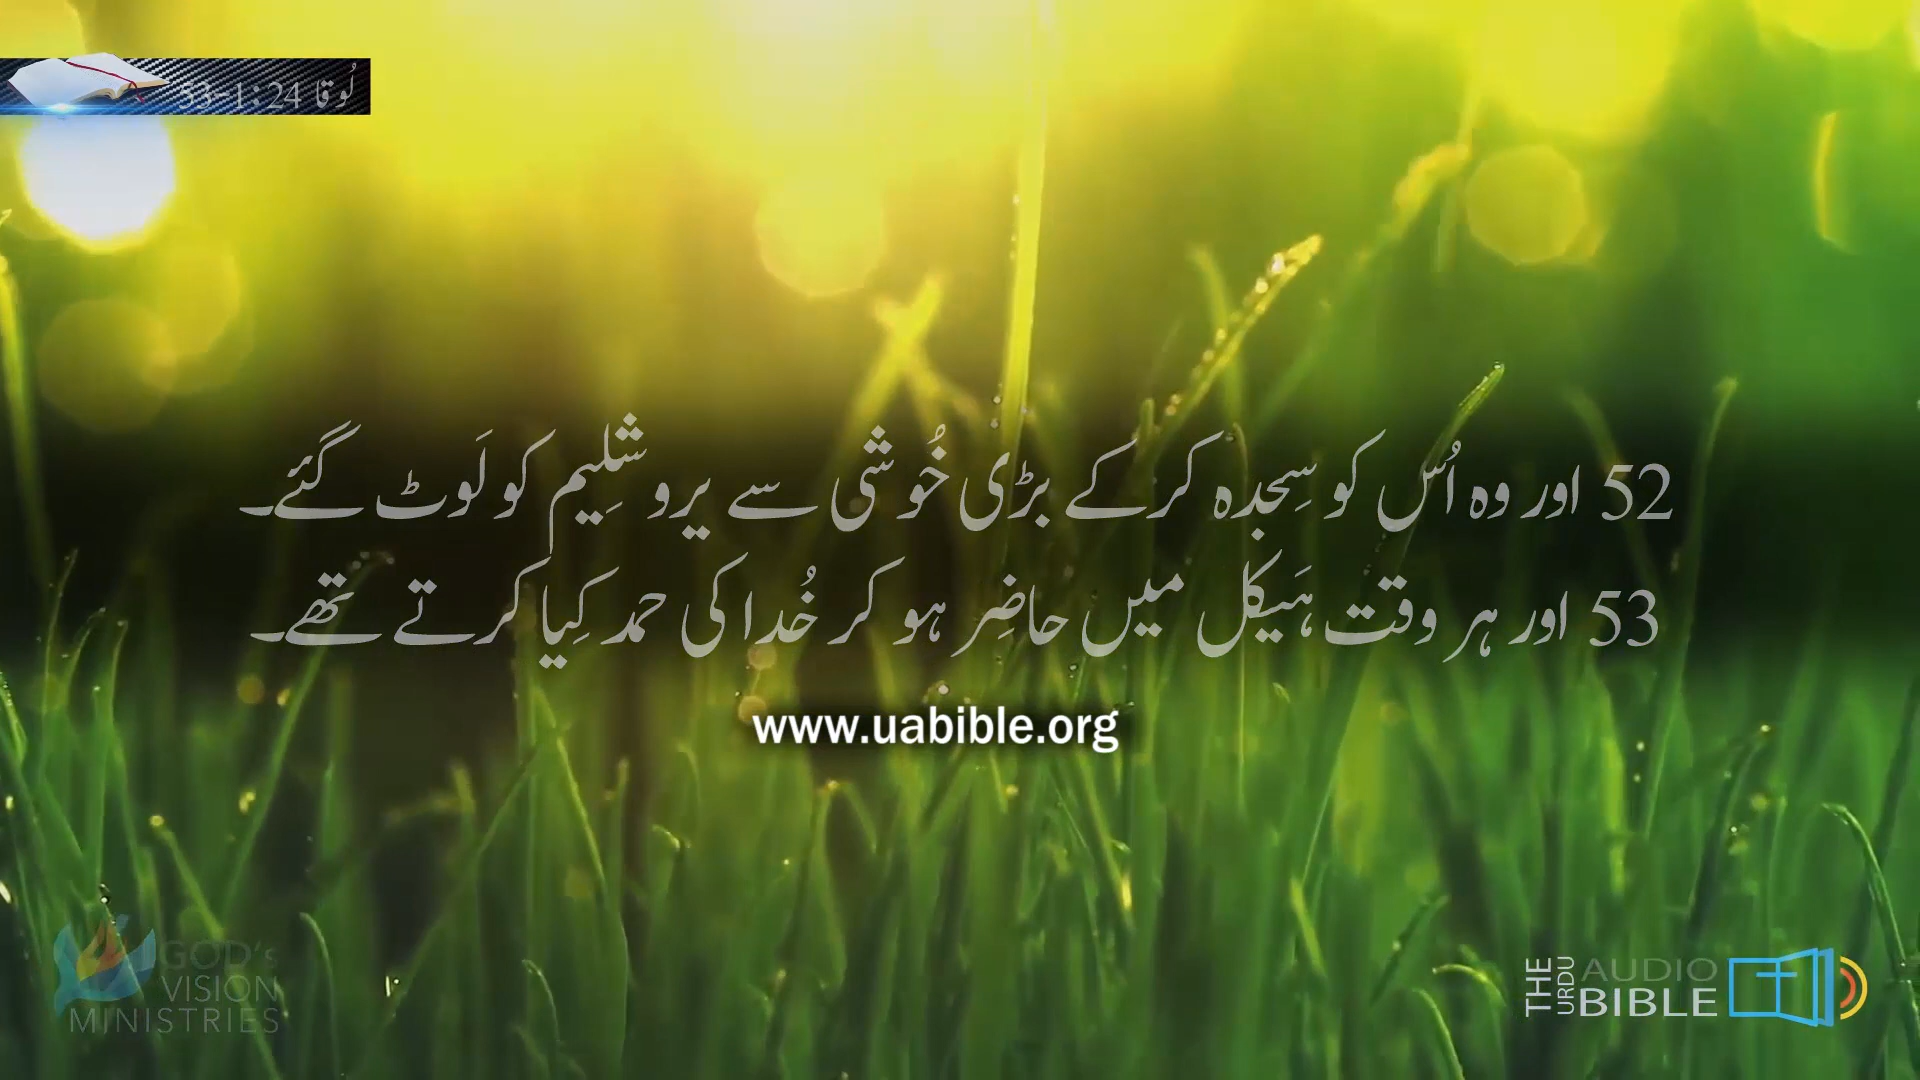 لُوقا 24:1-53
52 اور وہ اُس کو سِجدہ کر کے بڑی خُوشی سے یروشلِیم کو لَوٹ گئے۔
53 اور ہر وقت ہَیکل میں حاضِر ہو کر خُدا کی حمد کِیا کرتے تھے۔
www.uabible.org
GOD's
VISION
MINISTRIES
THE URDU AUDIO
BIBLE